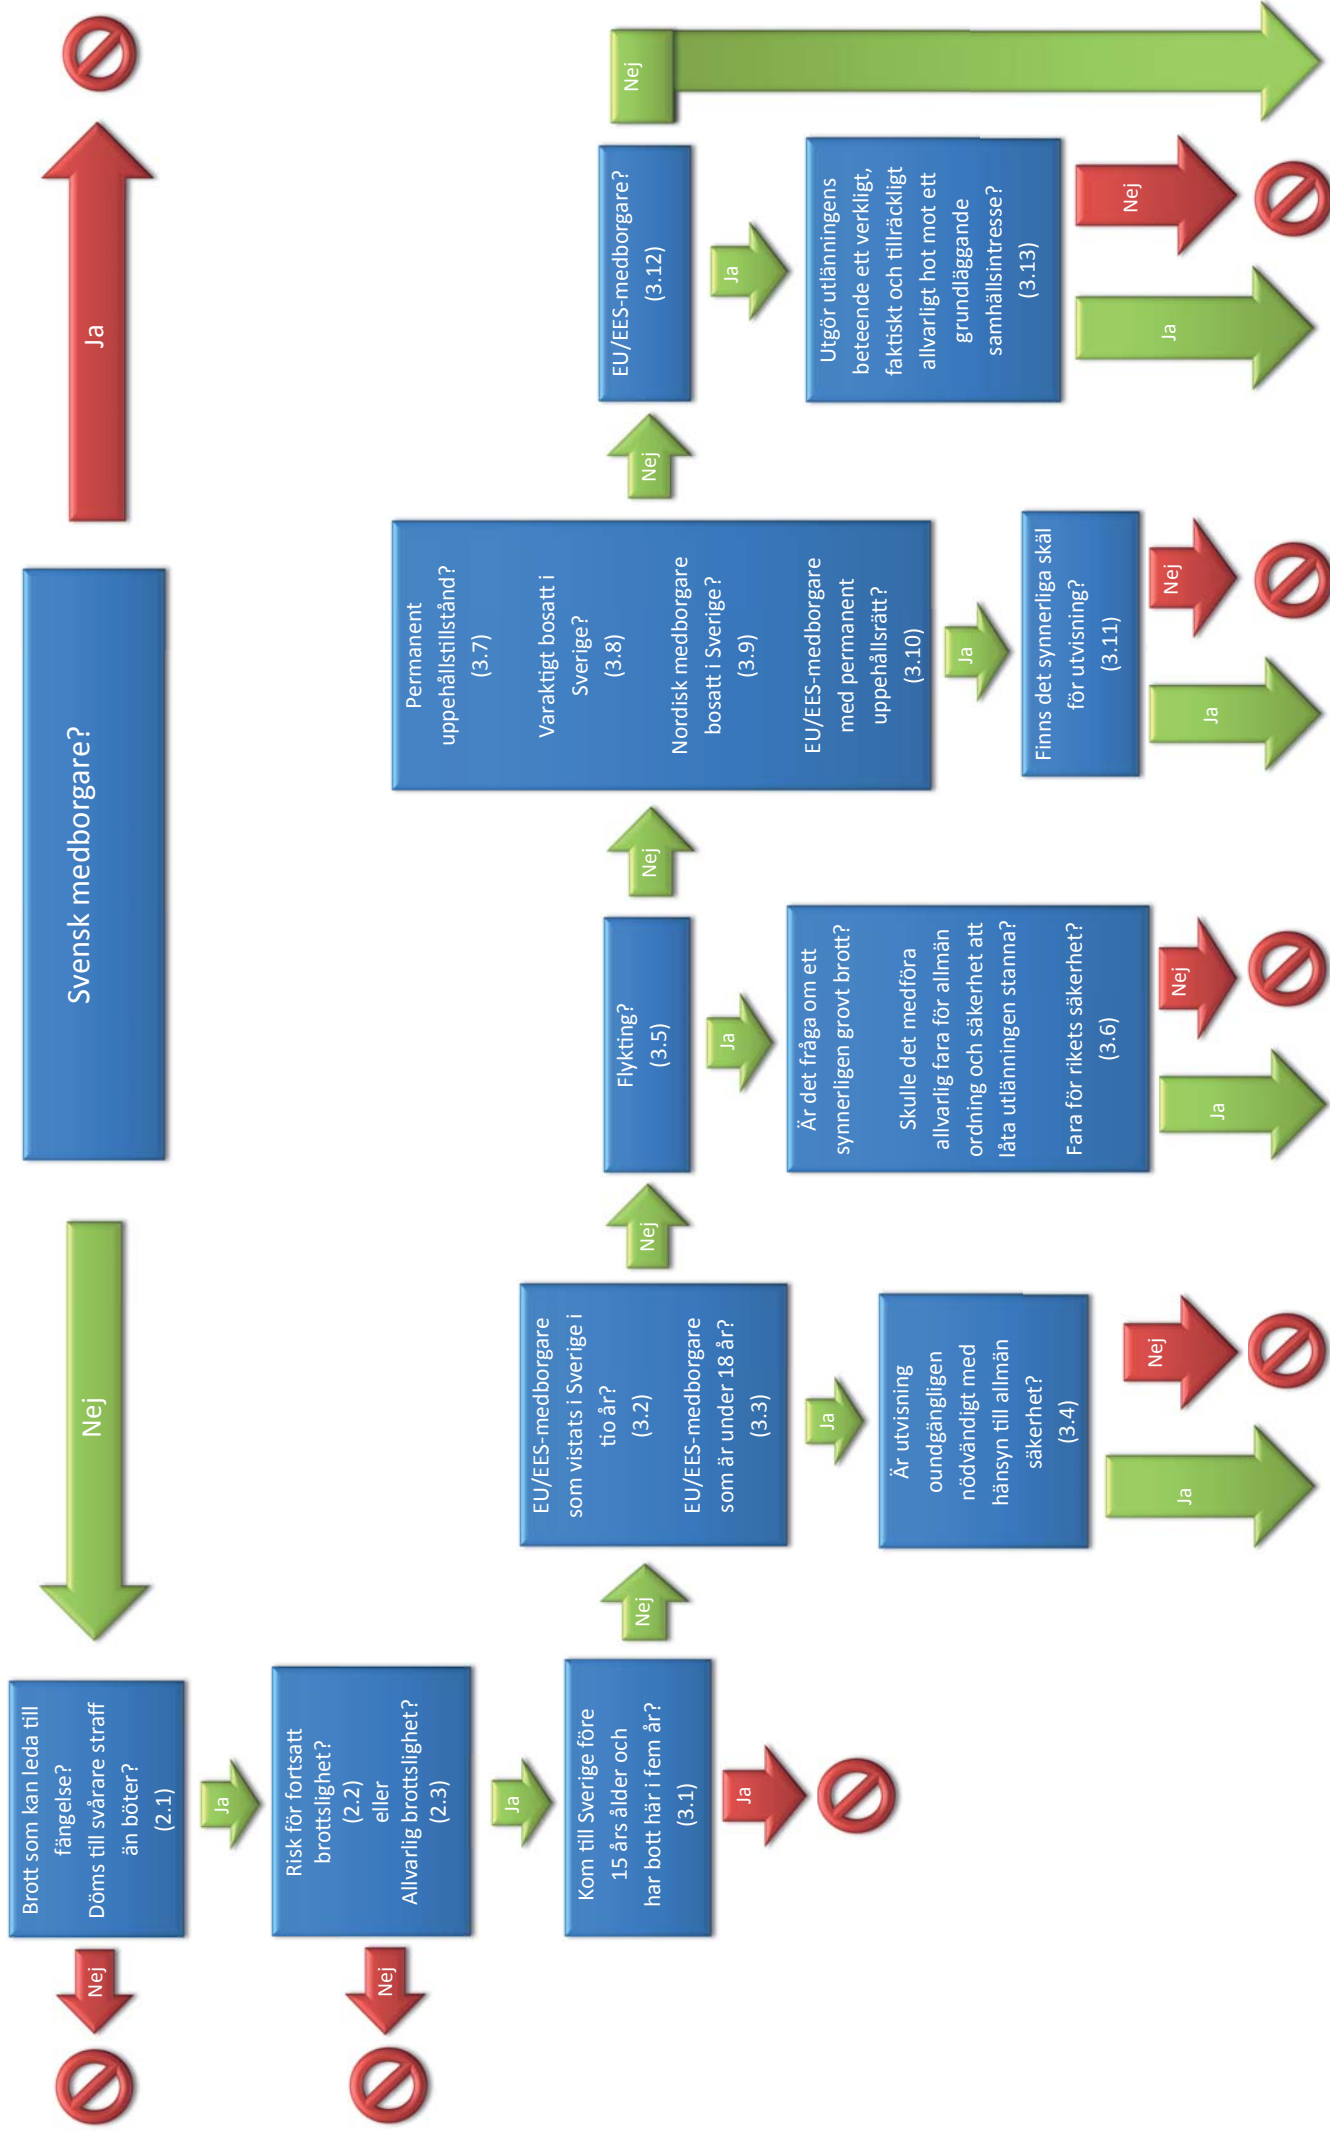 Svensk medborgare?
Ja
Nej
Brott som kan leda till
fängelse?
Döms till svårare straff
än böter?
(2.1)
Nej
Ja
Risk för fortsatt
brottslighet?
(2.2)
eller
Allvarlig brottslighet?
(2.3)
Nej
Ja
Kom till Sverige före
15 års ålder och
har bott här i fem år?
(3.1)
Ja
Nej
EU/EES-medborgare
som vistats i Sverige i
tio år?
(3.2)
EU/EES-medborgare
som är under 18 år?
(3.3)
Ja
Är utvisning
oundgängligen
nödvändigt med
hänsyn till allmän
säkerhet?
(3.4)
Ja
Nej
Nej
Flykting?
(3.5)
Ja
Är det fråga om ett
synnerligen grovt brott?
Skulle det medföra
allvarlig fara för allmän
ordning och säkerhet att
låta utlänningen stanna?
Fara för rikets säkerhet?
(3.6)
Ja
Nej
Nej
Permanent
uppehållstillstånd?
(3.7)
Varaktigt bosatt i
Sverige?
(3.8)
Nordisk medborgare
bosatt i Sverige?
(3.9)
EU/EES-medborgare
med permanent
uppehållsrätt?
(3.10)
Ja
Finns det synnerliga skäl
för utvisning?
(3.11)
Ja
Nej
Nej
EU/EES-medborgare?
(3.12)
Ja
Utgör utlänningens
beteende ett verkligt,
faktiskt och tillräckligt
allvarligt hot mot ett
grundläggande
samhällsintresse?
(3.13)
Ja
Nej
Nej